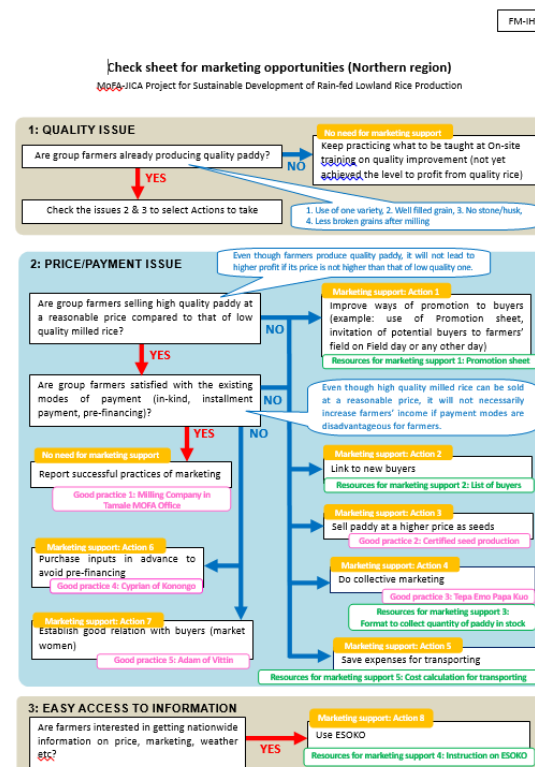 FM-IH
Check sheet for marketing opportunities (Northern region)
MoFA-JICA Project for Sustainable Development of Rain-fed Lowland Rice Production
1: QUALITY ISSUE
Are group farmers already producing quality paddy?
NO
YES
No need for marketing support
Keep practicing what to be taught at On-site
training on quality improvement (not yet
achieved the level to profit from quality rice)
Check the issues 2 & 3 to select Actions to take
1. Use of one variety, 2. Well filled grain, 3. No stone/husk,
4. Less broken grains after milling
2: PRICE/PAYMENT ISSUE
Even though farmers produce quality paddy, it will not lead to
higher profit if its price is not higher than that of low quality one.
Are group farmers selling high quality paddy at
a reasonable price compared to that of low
quality milled rice?
NO
YES
Marketing support: Action 1
Improve ways of promotion to buyers
(example: use of Promotion sheet,
invitation of potential buyers to farmers'
field on Field day or any other day)
Resources for marketing support 1: Promotion sheet
Are group farmers satisfied with the existing
modes of payment (in-kind, installment
payment, pre-financing)?
NO
YES
NO
Even though high quality milled rice can be sold
at a reasonable price, it will not necessarily
increase farmers' income if payment modes are
disadvantageous for farmers.
No need for marketing support
Report successful practices of marketing
Good practice 1: Milling Company in
Tamale MOFA Office
Marketing support: Action 2
Link to new buyers
Resources for marketing support 2: List of buyers
Marketing support: Action 3
Sell paddy at a higher price as seeds
Good practice 2: Certified seed production
Marketing support: Action 6
Purchase inputs in advance to
avoid pre-financing
Good practice 4: Cyprian of Konongo
Marketing support: Action 4
Do collective marketing
Good practice 3: Tepa Emo Papa Kuo
Resources for marketing support 3:
Format to collect quantity of paddy in stock
Marketing support: Action 7
Establish good relation with buyers (market
women)
Good practice 5: Adam of Vittin
Marketing support: Action 5
Save expenses for transporting
Resources for marketing support 5: Cost calculation for transporting
3: EASY ACCESS TO INFORMATION
Are farmers interested in getting nationwide
information on price, marketing, weather
etc?
YES
Marketing support: Action 8
Use ESOKO
Resources for marketing support 4: Instruction on ESOKO